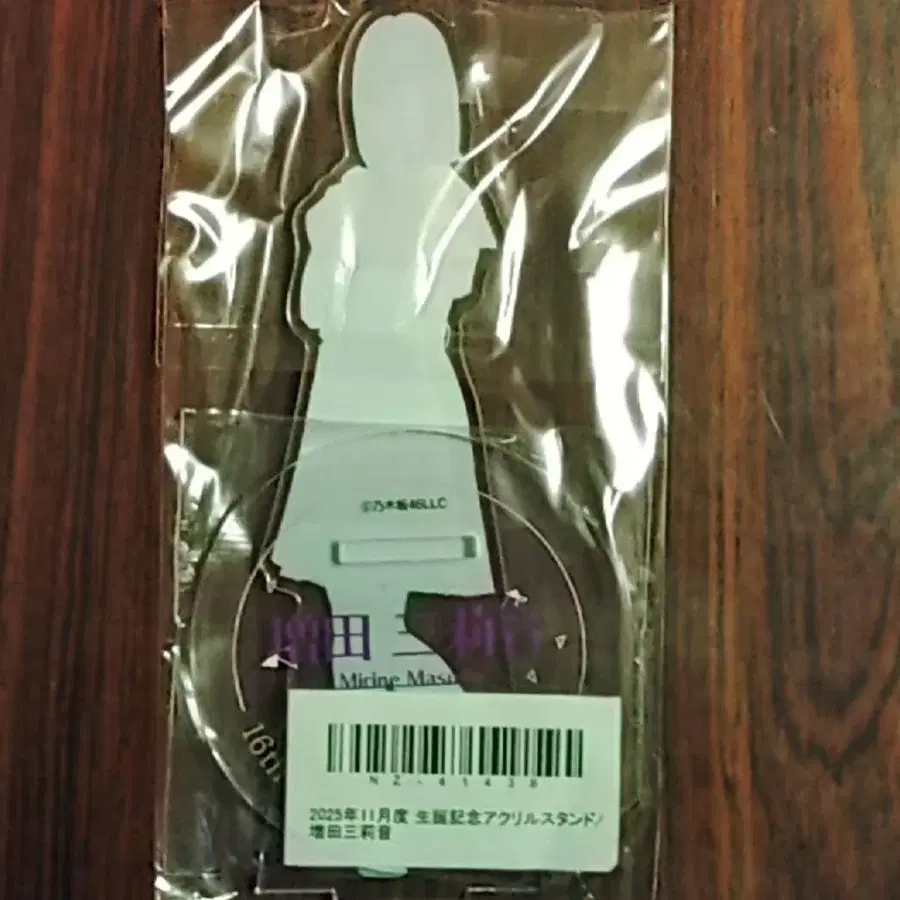 ©乃木坂46LLC
増田 三莉音
Mirine Masu
16th
NZ-45438
2025年11月度 生誕記念アクリルスタンド/
増田三莉音